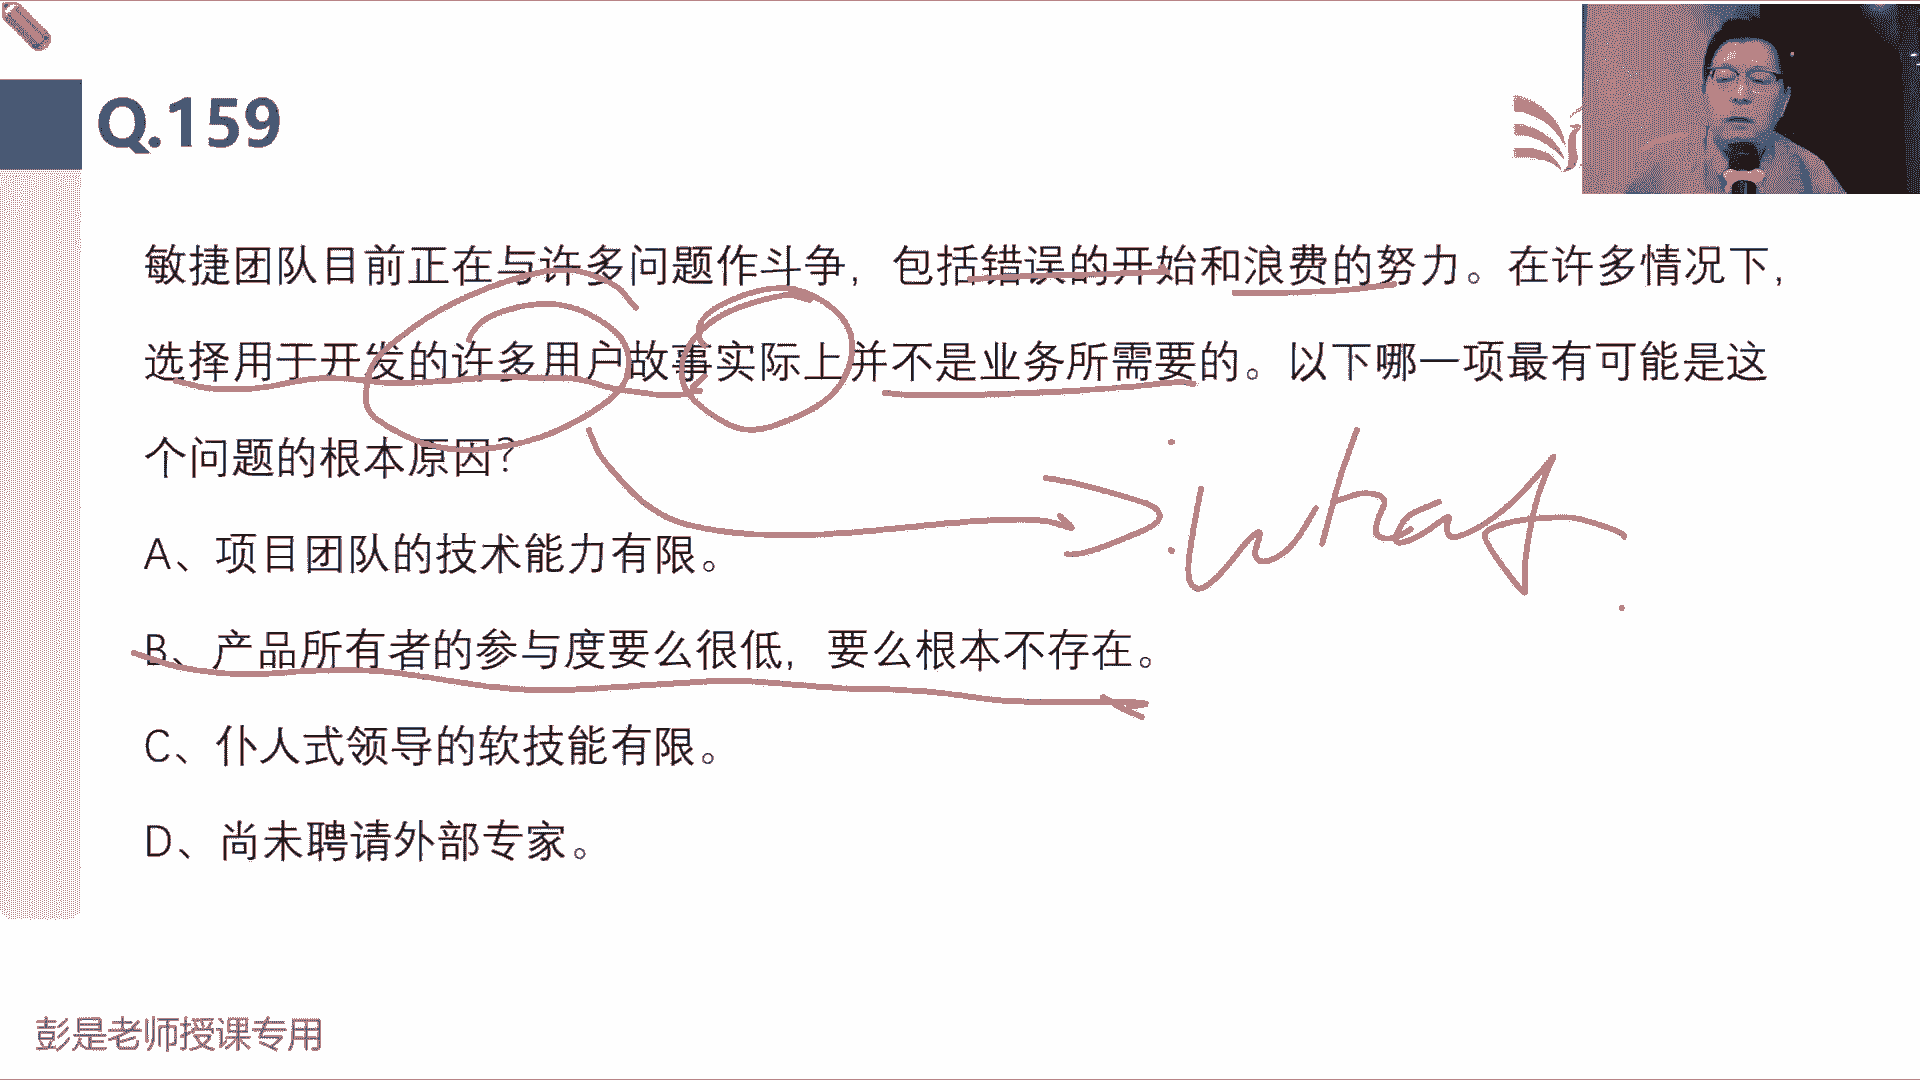 Q.159
敏捷团队目前正在与许多问题作斗争，包括错误的开始和浪费的努力。在许多情况下，
选择用于开发的许多用户故事实际上并不是业务所需要的。以下哪一项最有可能是这
个问题的根本原因？
what
A、项目团队的技术能力有限。
B、产品所有者的参与度要么很低，要么根本不存在。
C、仆人式领导的软技能有限。
D、尚未聘请外部专家。
彭是老师授课专用